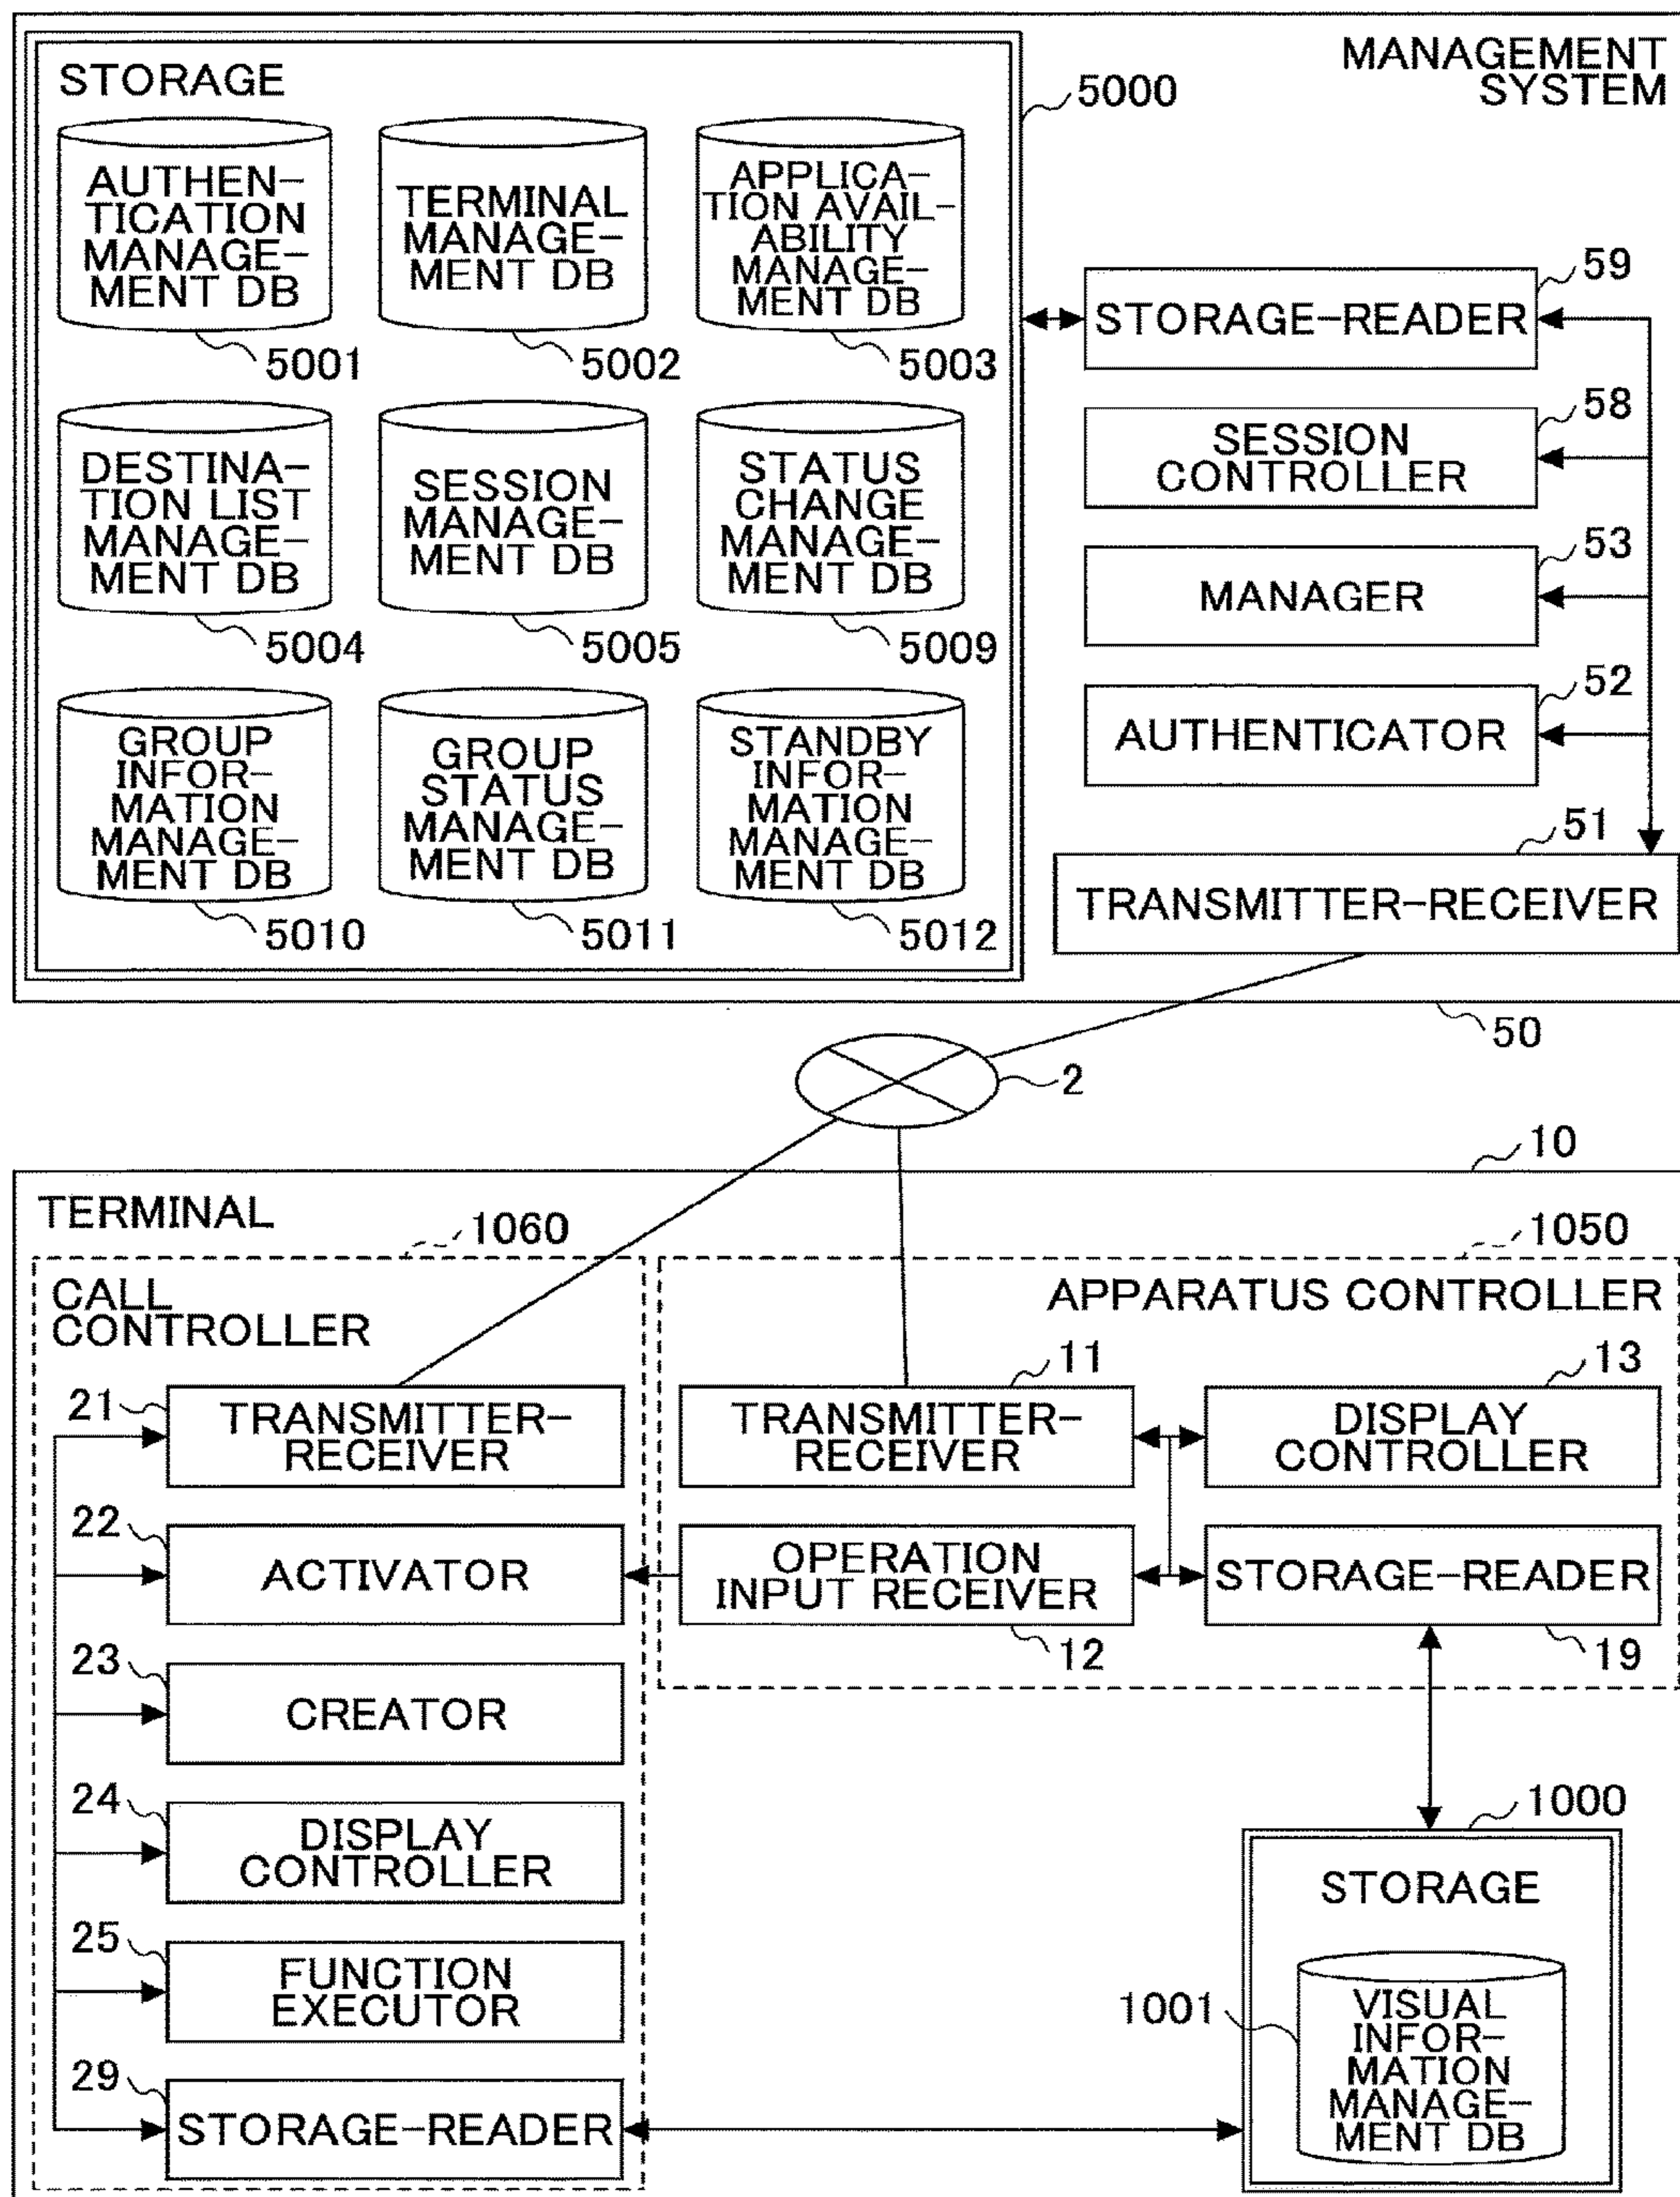 MANAGEMENT
SYSTEM
STORAGE
5000
AUTHEN-
TICATION
MANAGE-
MENT DB
5001
TERMINAL
MANAGE-
MENT DB
5002
APPLICA-
TION AVAIL-
ABILITY
MANAGE-
MENT DB
5003
DESTINA-
TION LIST
MANAGE-
MENT DB
5004
SESSION
MANAGE-
MENT DB
5005
STATUS
CHANGE
MANAGE-
MENT DB
5009
GROUP
INFOR-
MATION
MANAGE-
MENT DB
5010
GROUP
STATUS
MANAGE-
MENT DB
5011
STANDBY
INFOR-
MATION
MANAGE-
MENT DB
5012
59
STORAGE-READER
58
SESSION
CONTROLLER
53
MANAGER
52
AUTHENTICATOR
51
TRANSMITTER-RECEIVER
50
2
10
TERMINAL
1060
CALL
CONTROLLER
21
TRANSMITTER-
RECEIVER
22
ACTIVATOR
23
CREATOR
24
DISPLAY
CONTROLLER
25
FUNCTION
EXECUTOR
29
STORAGE-READER
1050
APPARATUS CONTROLLER
11
TRANSMITTER-
RECEIVER
13
DISPLAY
CONTROLLER
OPERATION
INPUT RECEIVER
12
STORAGE-READER
19
1000
STORAGE
1001
VISUAL
INFOR-
MATION
MANAGE-
MENT DB